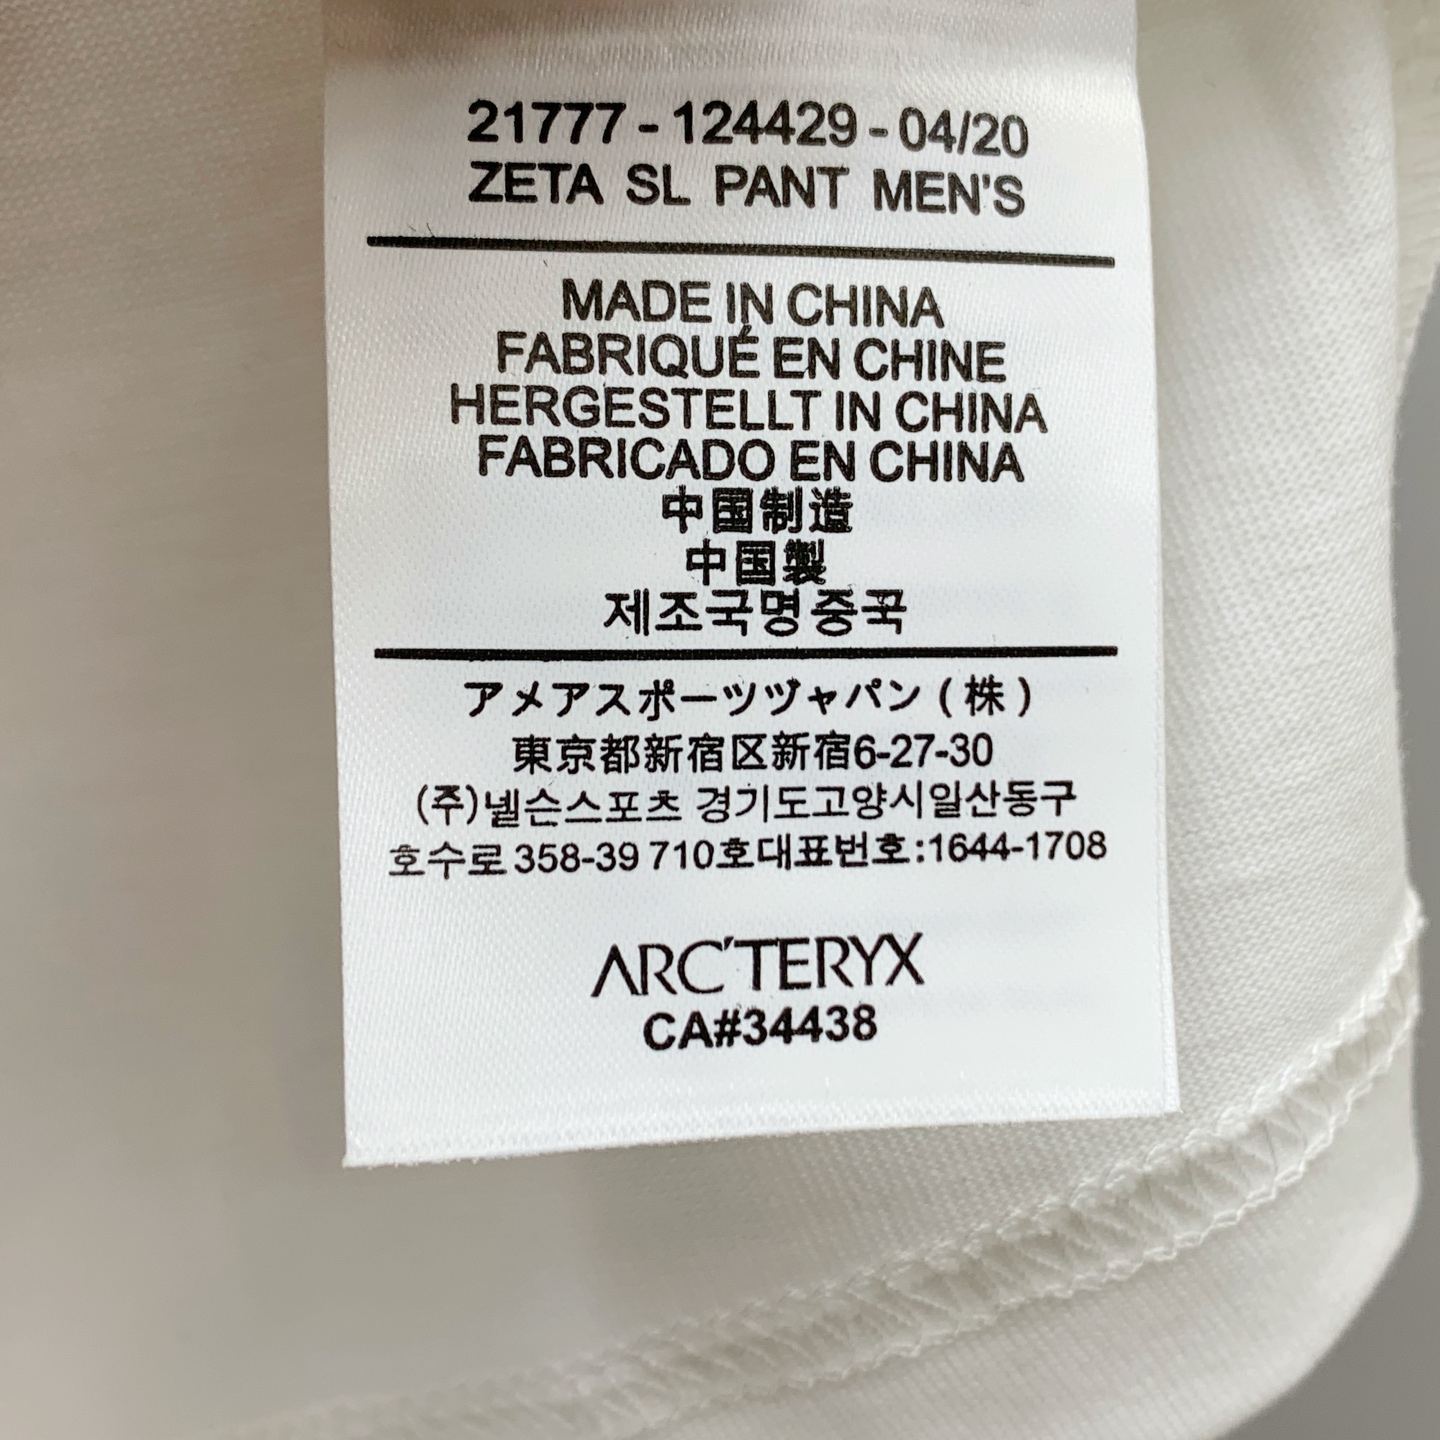 21777 - 124429 - 04/20
ZETA SL PANT MEN'S
MADE IN CHINA
FABRIQUÉ EN CHINE
HERGESTELLT IN CHINA
FABRICADO EN CHINA
中国制造
中国製
제조국명 중꾹
アメアスポーツヅャパン ( 株 )
東京都新宿区新宿6-27-30
(주)넬슨스포츠 경기도고양시일산동구
호수로 358-39 710호대표번호:1644-1708
ARC'TERYX
CA#34438